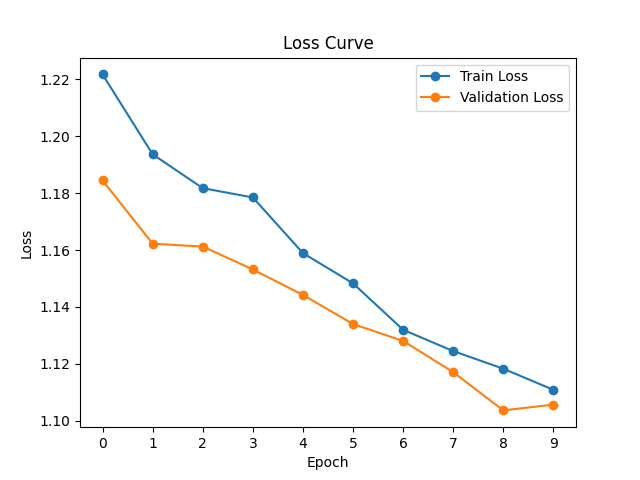 Loss Curve
Train Loss
Validation Loss
1.22
1.20
1.18
1.16
1.14
1.12
1.10
Loss
0 1 2 3 4 5 6 7 8 9
Epoch